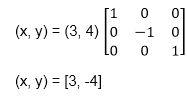 (x, y) = (3, 4) [1 0 0
0 −1 0
0 0 1]
(x, y) = [3, -4]